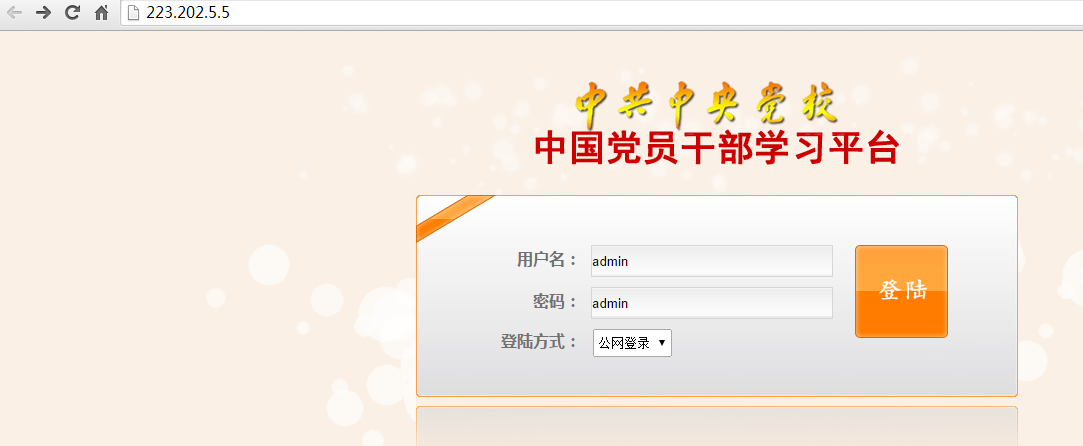 223.202.5.5
中共中央党校
中国党员干部学习平台
用户名： admin
密码： admin
登陆
登陆方式： 公网登录